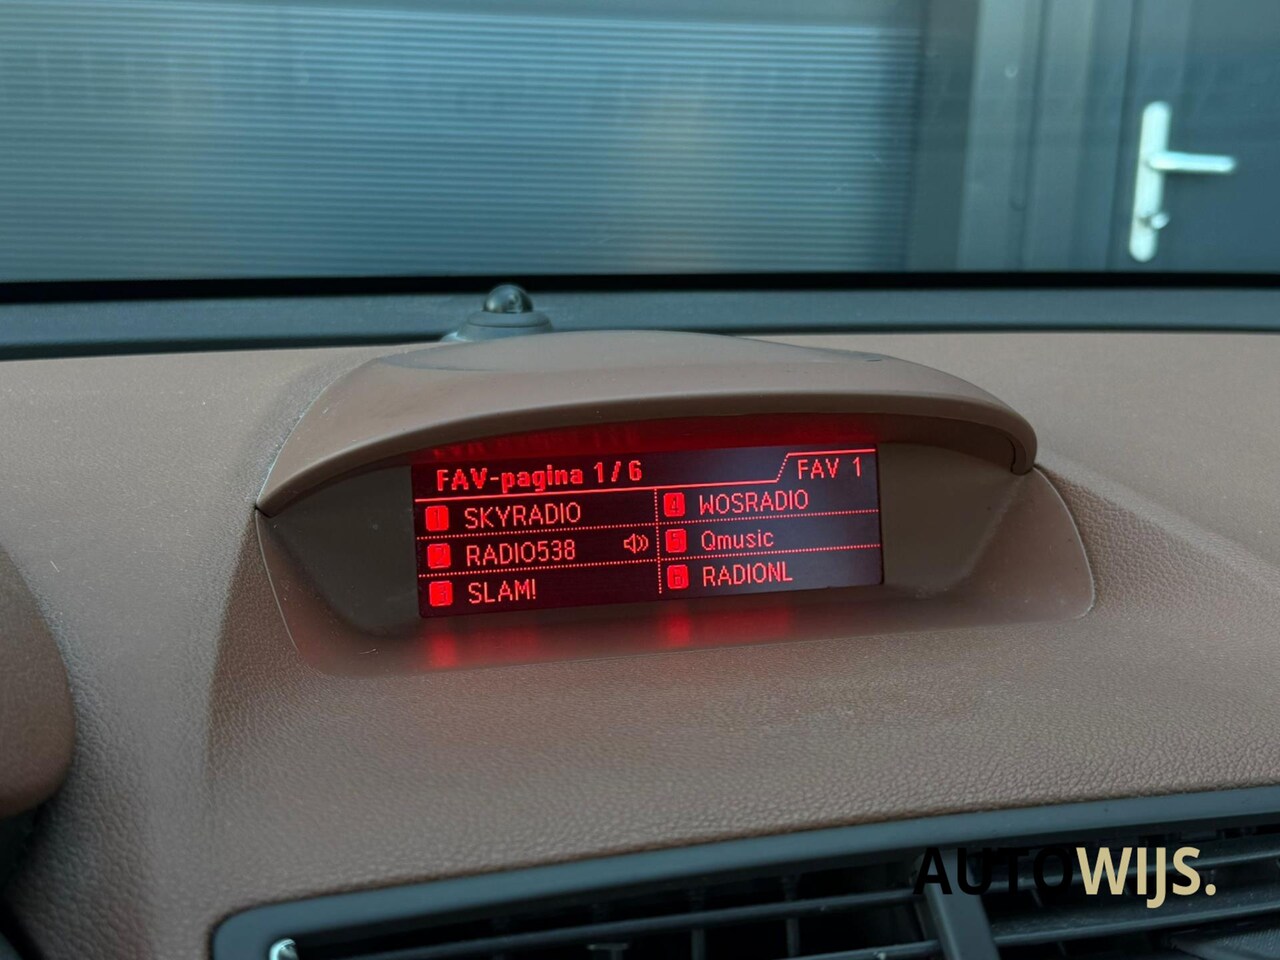 FAV-pagina 1/6
FAV 1
1 SKYRADIO
2 RADIO538
3 SLAM!
4 WOSRADIO
5 Qmusic
6 RADIONL
AUTOWIJS.